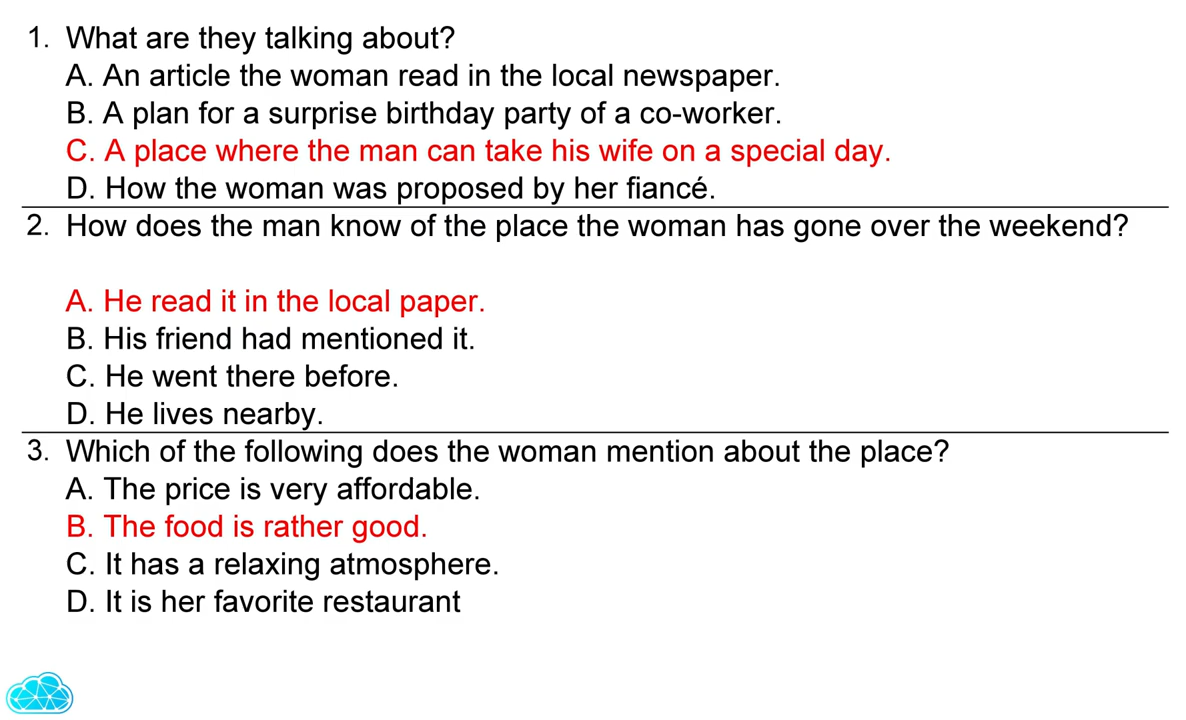 1. What are they talking about?
A. An article the woman read in the local newspaper.
B. A plan for a surprise birthday party of a co-worker.
C. A place where the man can take his wife on a special day.
D. How the woman was proposed by her fiancé.
2. How does the man know of the place the woman has gone over the weekend?
A. He read it in the local paper.
B. His friend had mentioned it.
C. He went there before.
D. He lives nearby.
3. Which of the following does the woman mention about the place?
A. The price is very affordable.
B. The food is rather good.
C. It has a relaxing atmosphere.
D. It is her favorite restaurant